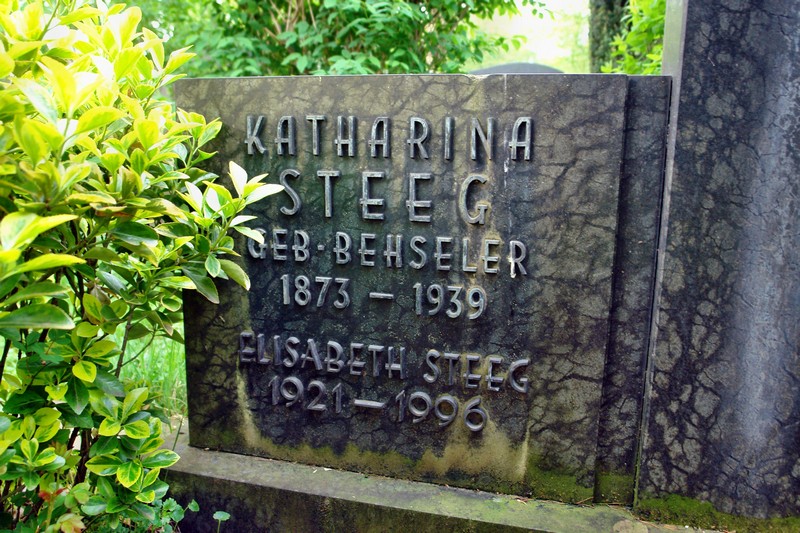 KATHARINA
STEEG
GEB·BEHSELER
1873 – 1939
ELISABETH STEEG
1921 – 1996